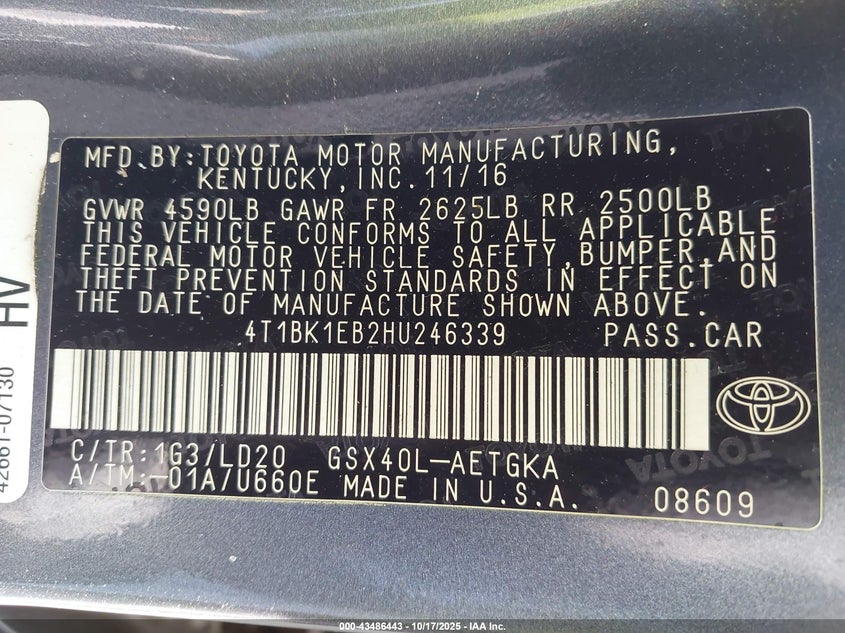 MFD.BY:TOYOTA MOTOR MANUFACTURING,
KENTUCKY,INC.11/16
GVWR 4590LB GAWR FR 2625LB RR 2500LB
THIS VEHICLE CONFORMS TO ALL APPLICABLE
FEDERAL MOTOR VEHICLE SAFETY,BUMPER,AND
THEFT PREVENTION STANDARDS IN EFFECT ON
THE DATE OF MANUFACTURE SHOWN ABOVE.
4T1BK1EB2HU246339 PASS.CAR
C/TR:1G3/LD20 GSX40L-AETGKA
A/TM:-01A/U660E MADE IN U.S.A. 08609
HV
42661-07130
000-43486443 - 10/17/2025 - IAA Inc.